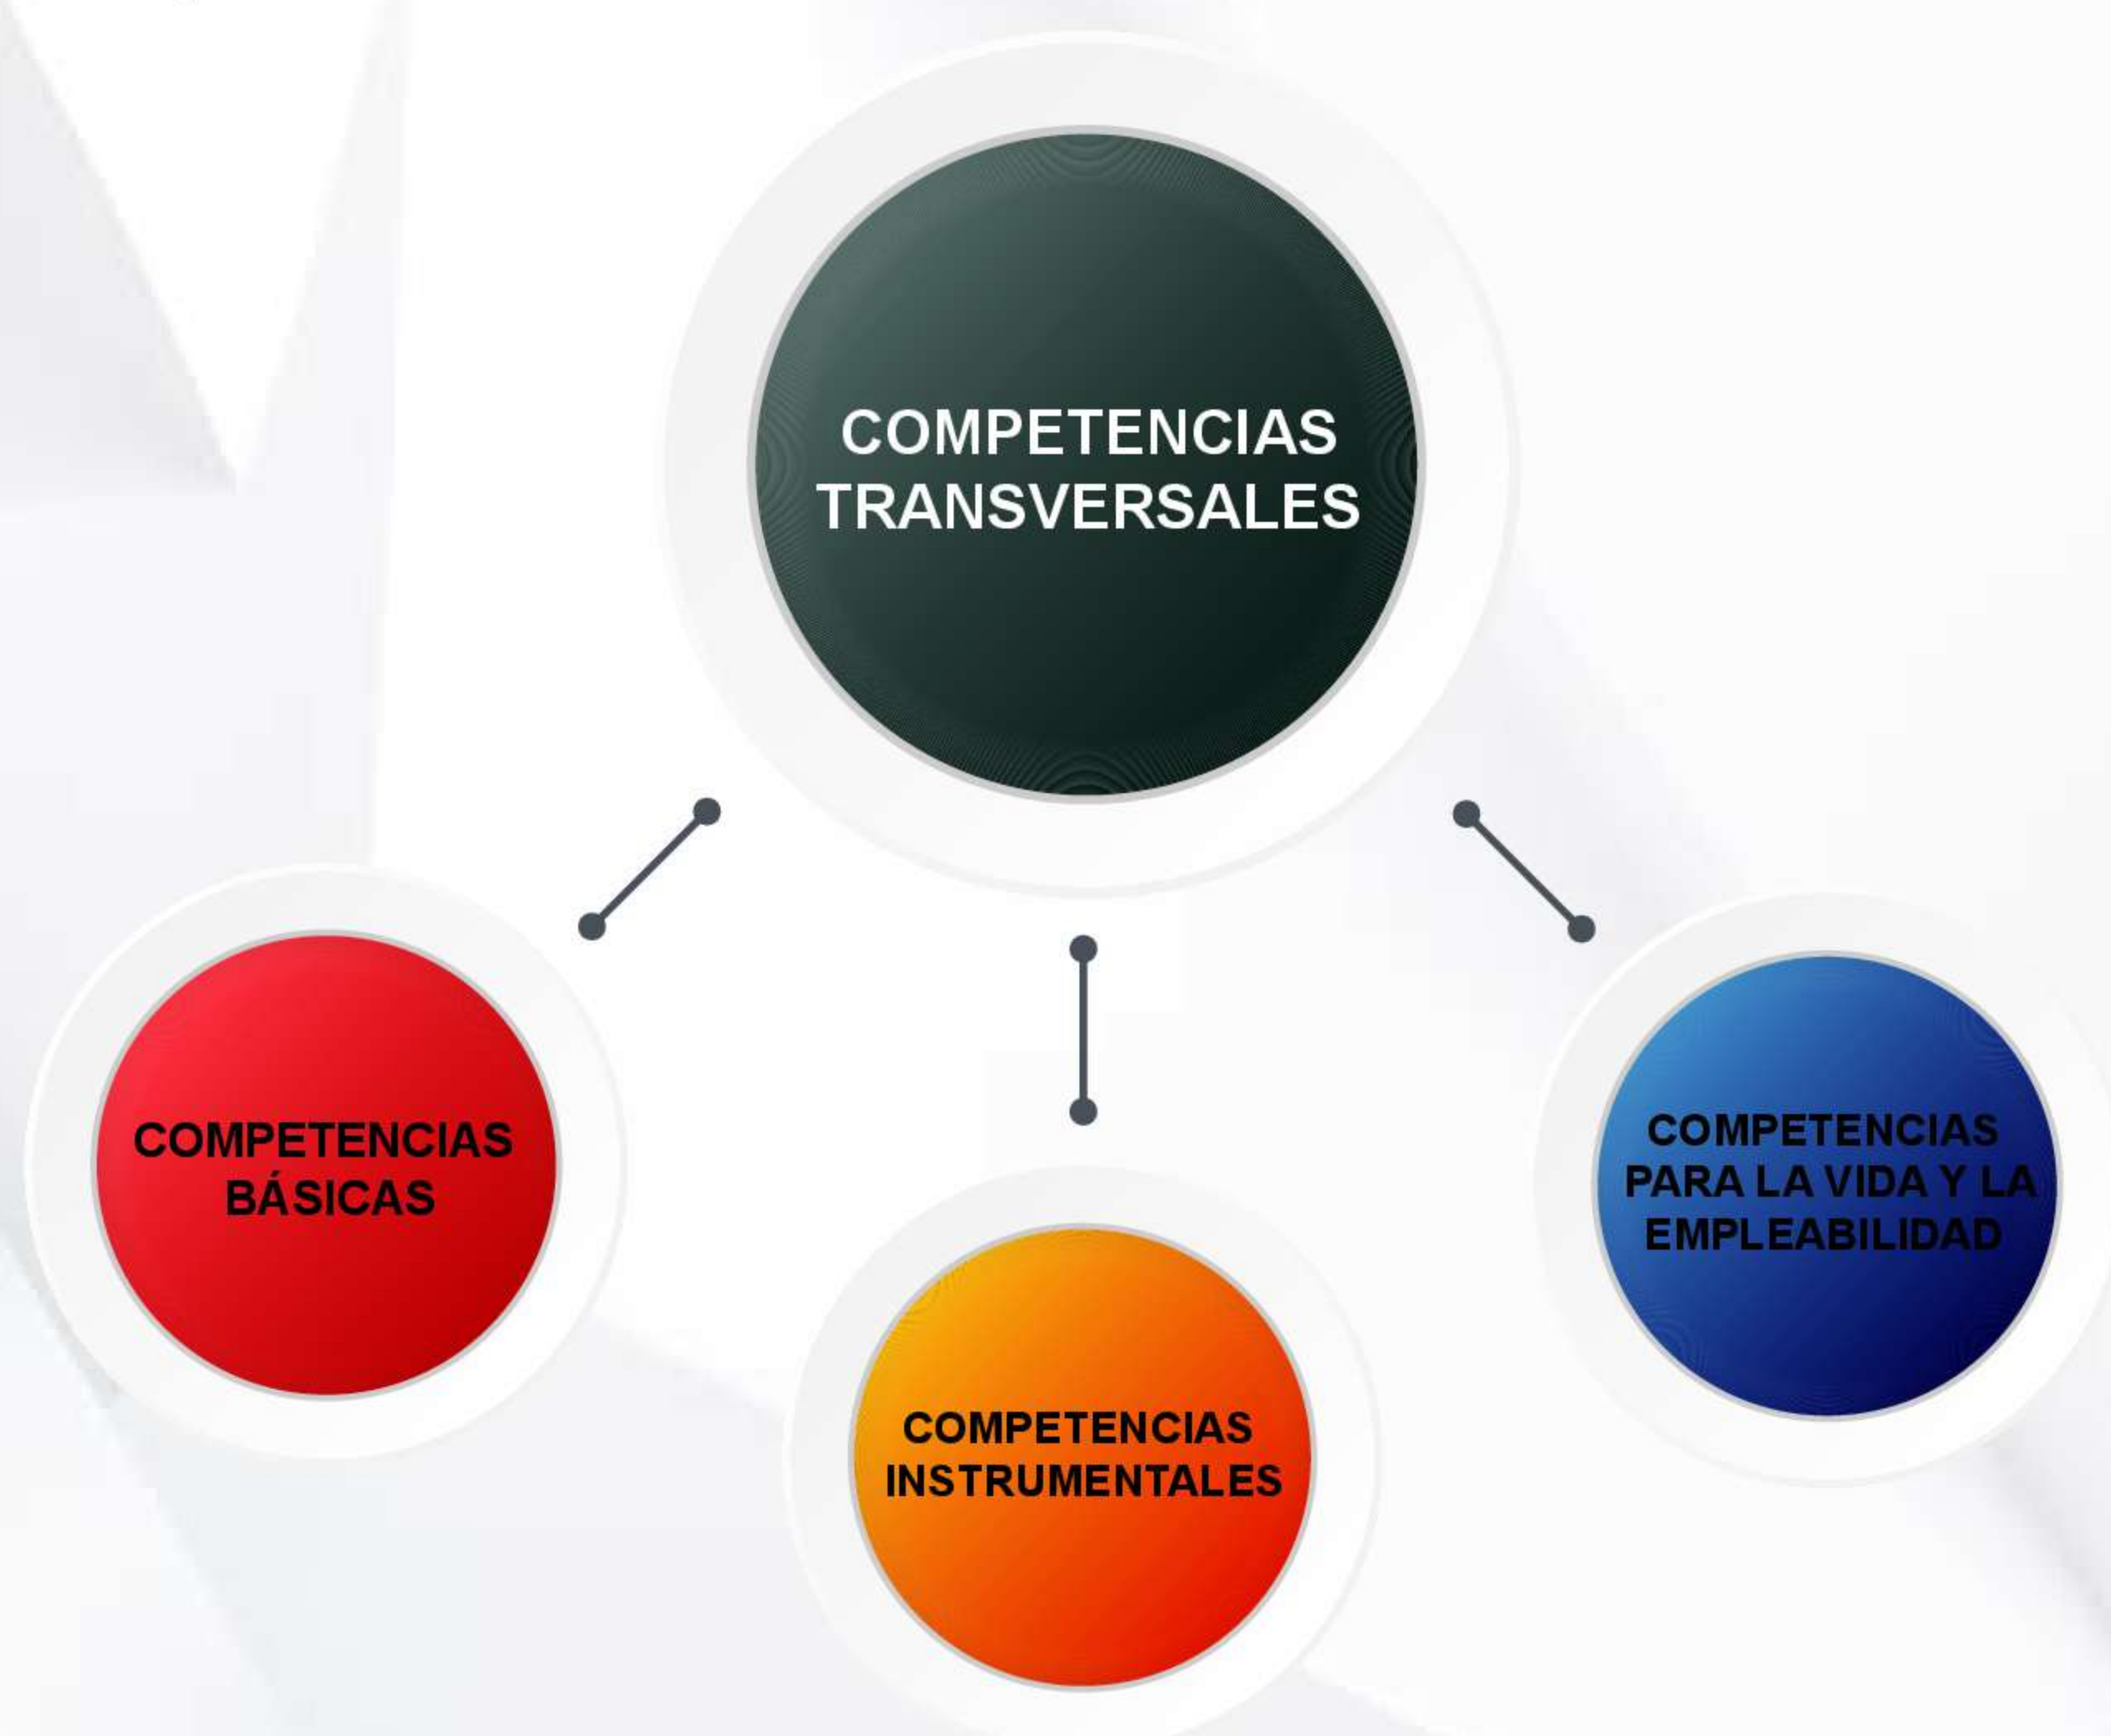 COMPETENCIAS
TRANSVERSALES
COMPETENCIAS
BÁSICAS
COMPETENCIAS
INSTRUMENTALES
COMPETENCIAS
PARA LA VIDA Y LA
EMPLEABILIDAD